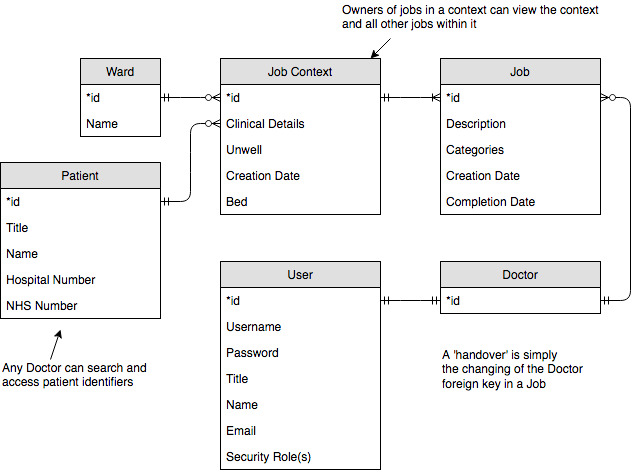 Owners of jobs in a context can view the context
and all other jobs within it
Ward
*id
Name
Job Context
*id
Clinical Details
Unwell
Creation Date
Bed
Job
*id
Description
Categories
Creation Date
Completion Date
Patient
*id
Title
Name
Hospital Number
NHS Number
User
*id
Username
Password
Title
Name
Email
Security Role(s)
Doctor
*id
Any Doctor can search and
access patient identifiers
A 'handover' is simply
the changing of the Doctor
foreign key in a Job